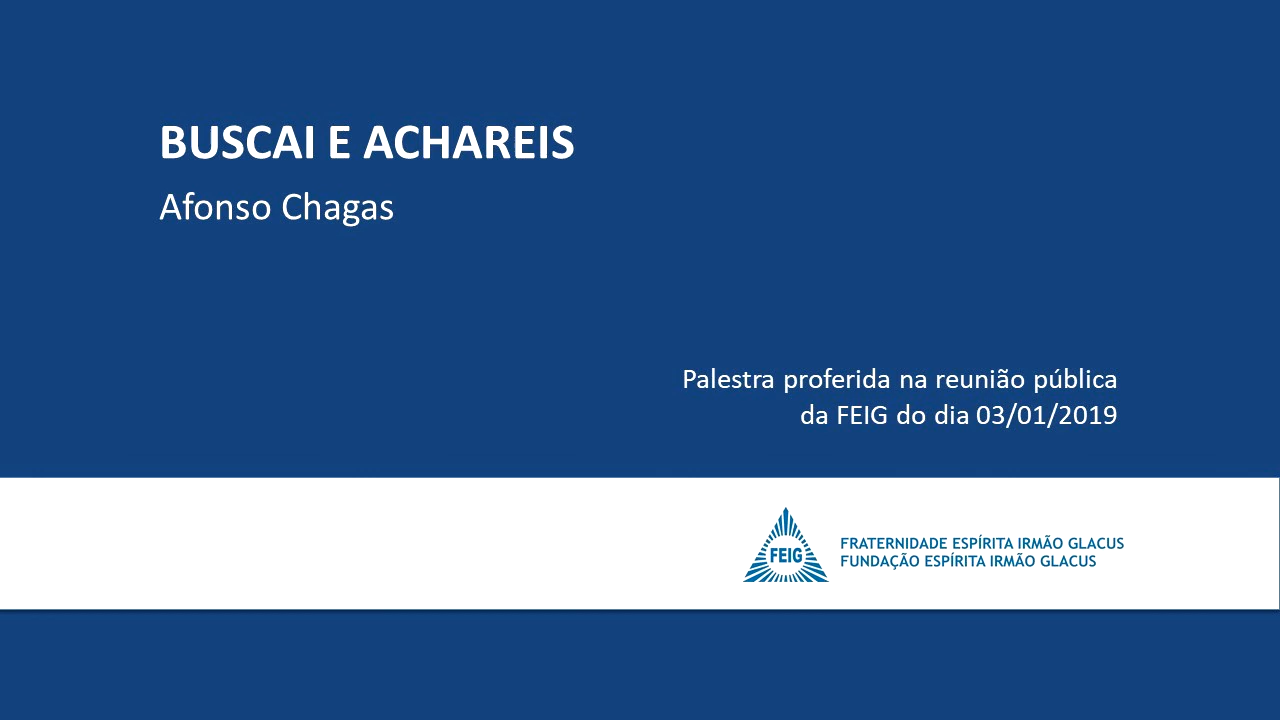 BUSCAI E ACHAREIS
Afonso Chagas
Palestra proferida na reunião pública
da FEIG do dia 03/01/2019
FEIG
FRATERNIDADE ESPÍRITA IRMÃO GLACUS
FUNDAÇÃO ESPÍRITA IRMÃO GLACUS